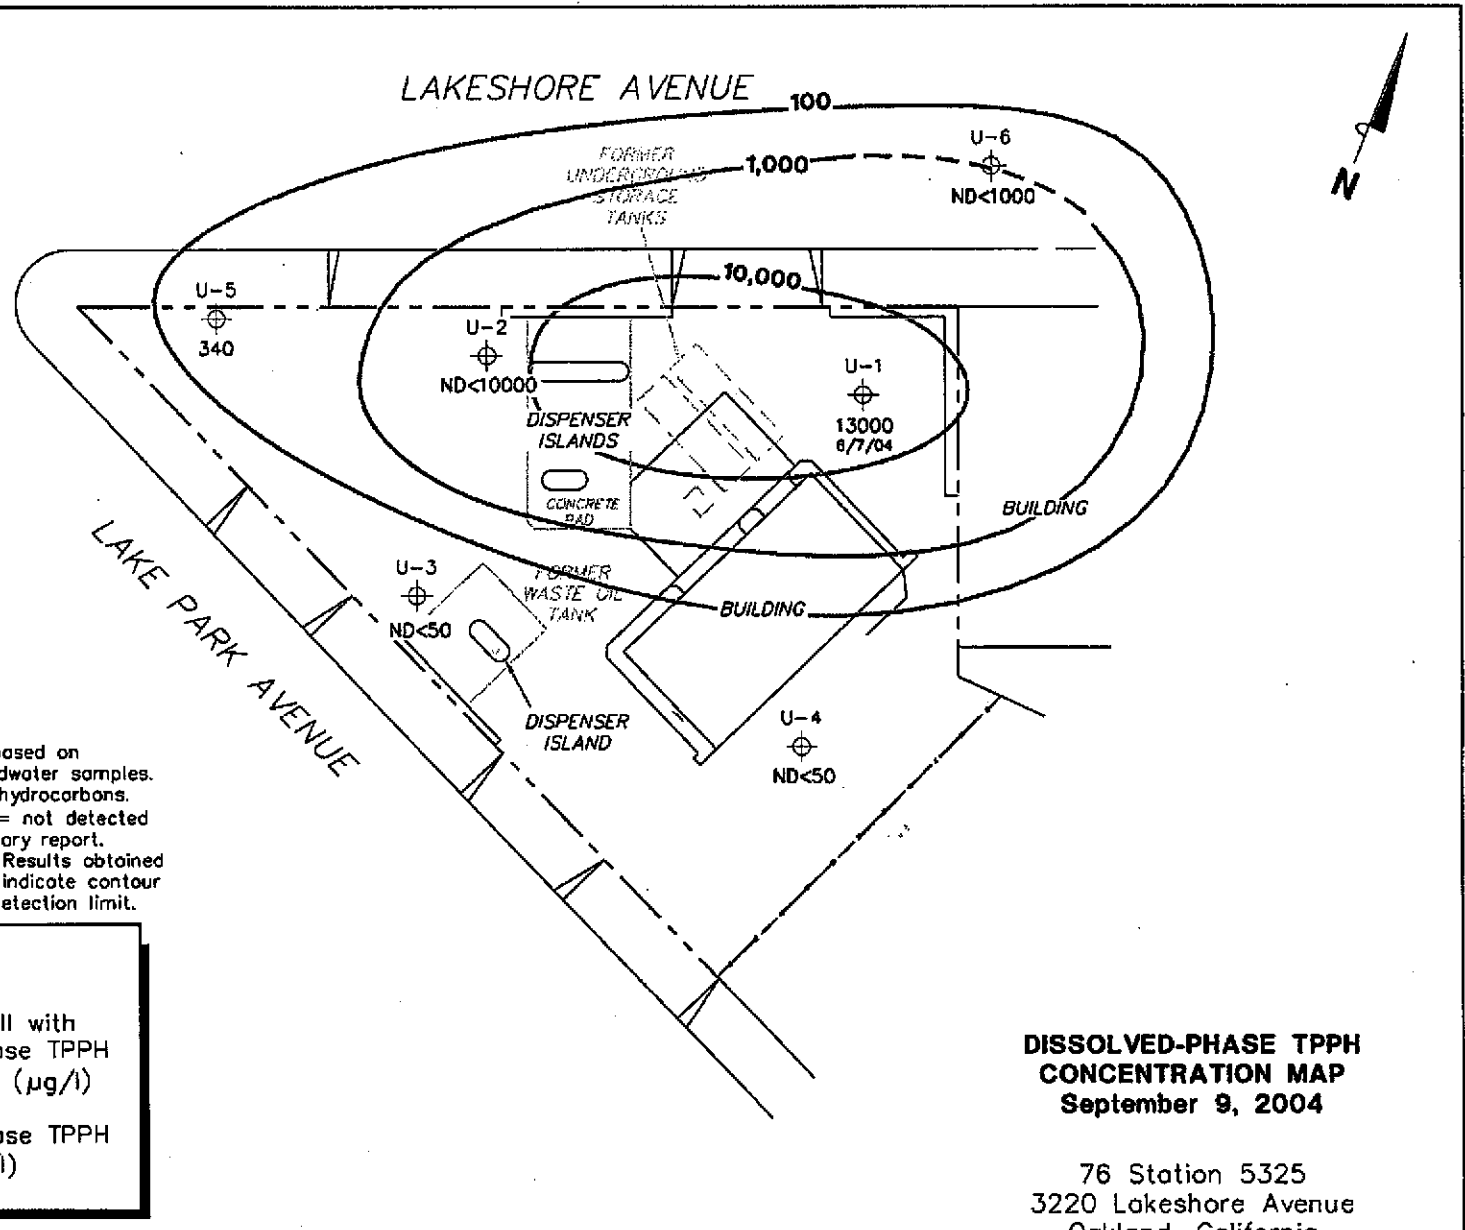 LAKESHORE AVENUE
100
U-6
ND<1000
FORMER
UNDERGROUND
STORAGE
TANKS
1,000
N
10,000
U-5
340
U-2
ND<10000
U-1
13000
6/7/04
DISPENSER
ISLANDS
CONCRETE
PAD
BUILDING
U-3
ND<50
FORMER
WASTE OIL
TANK
BUILDING
LAKE PARK AVENUE
DISPENSER
ISLAND
U-4
ND<50
based on
dwater samples.
hydrocarbons.
= not detected
ory report.
Results obtained
indicate contour
etection limit.
ll with
ase TPPH
(µg/l)
ase TPPH
l)
DISSOLVED-PHASE TPPH
CONCENTRATION MAP
September 9, 2004
76 Station 5325
3220 Lakeshore Avenue
Oakland, California